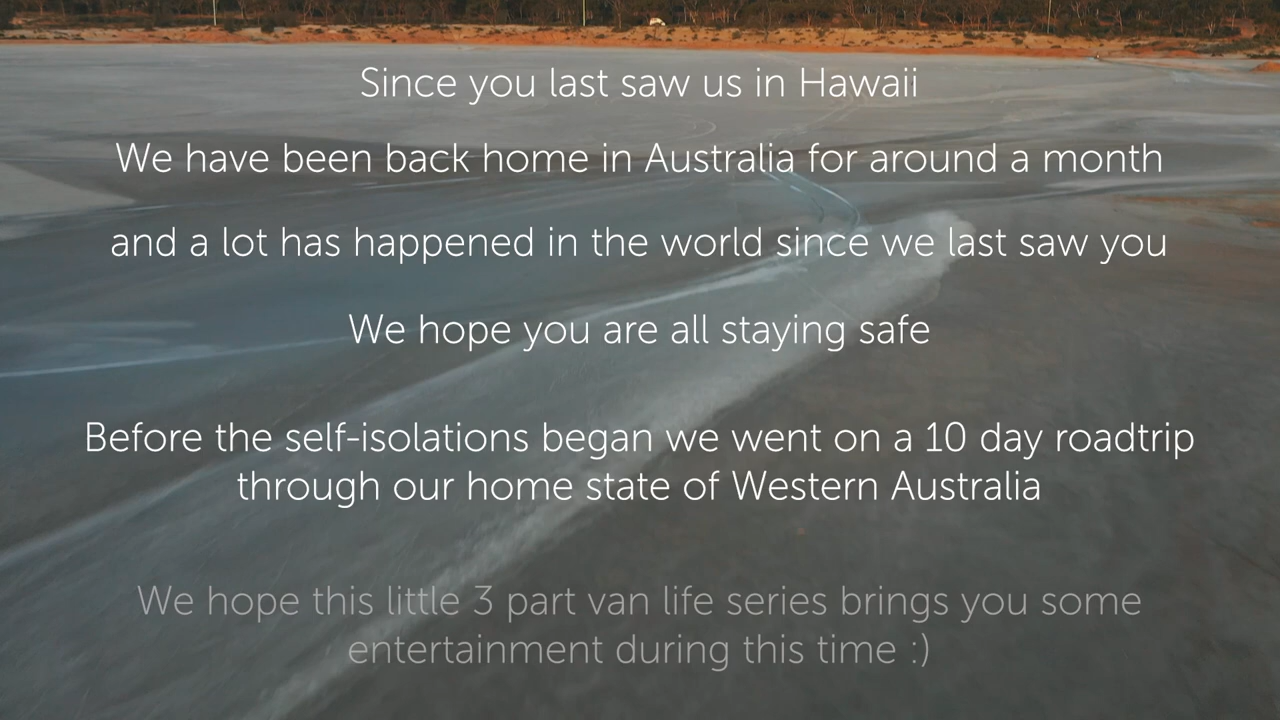 Since you last saw us in Hawaii
We have been back home in Australia for around a month
and a lot has happened in the world since we last saw you
We hope you are all staying safe
Before the self-isolations began we went on a 10 day roadtrip
through our home state of Western Australia
We hope this little 3 part van life series brings you some
entertainment during this time :)